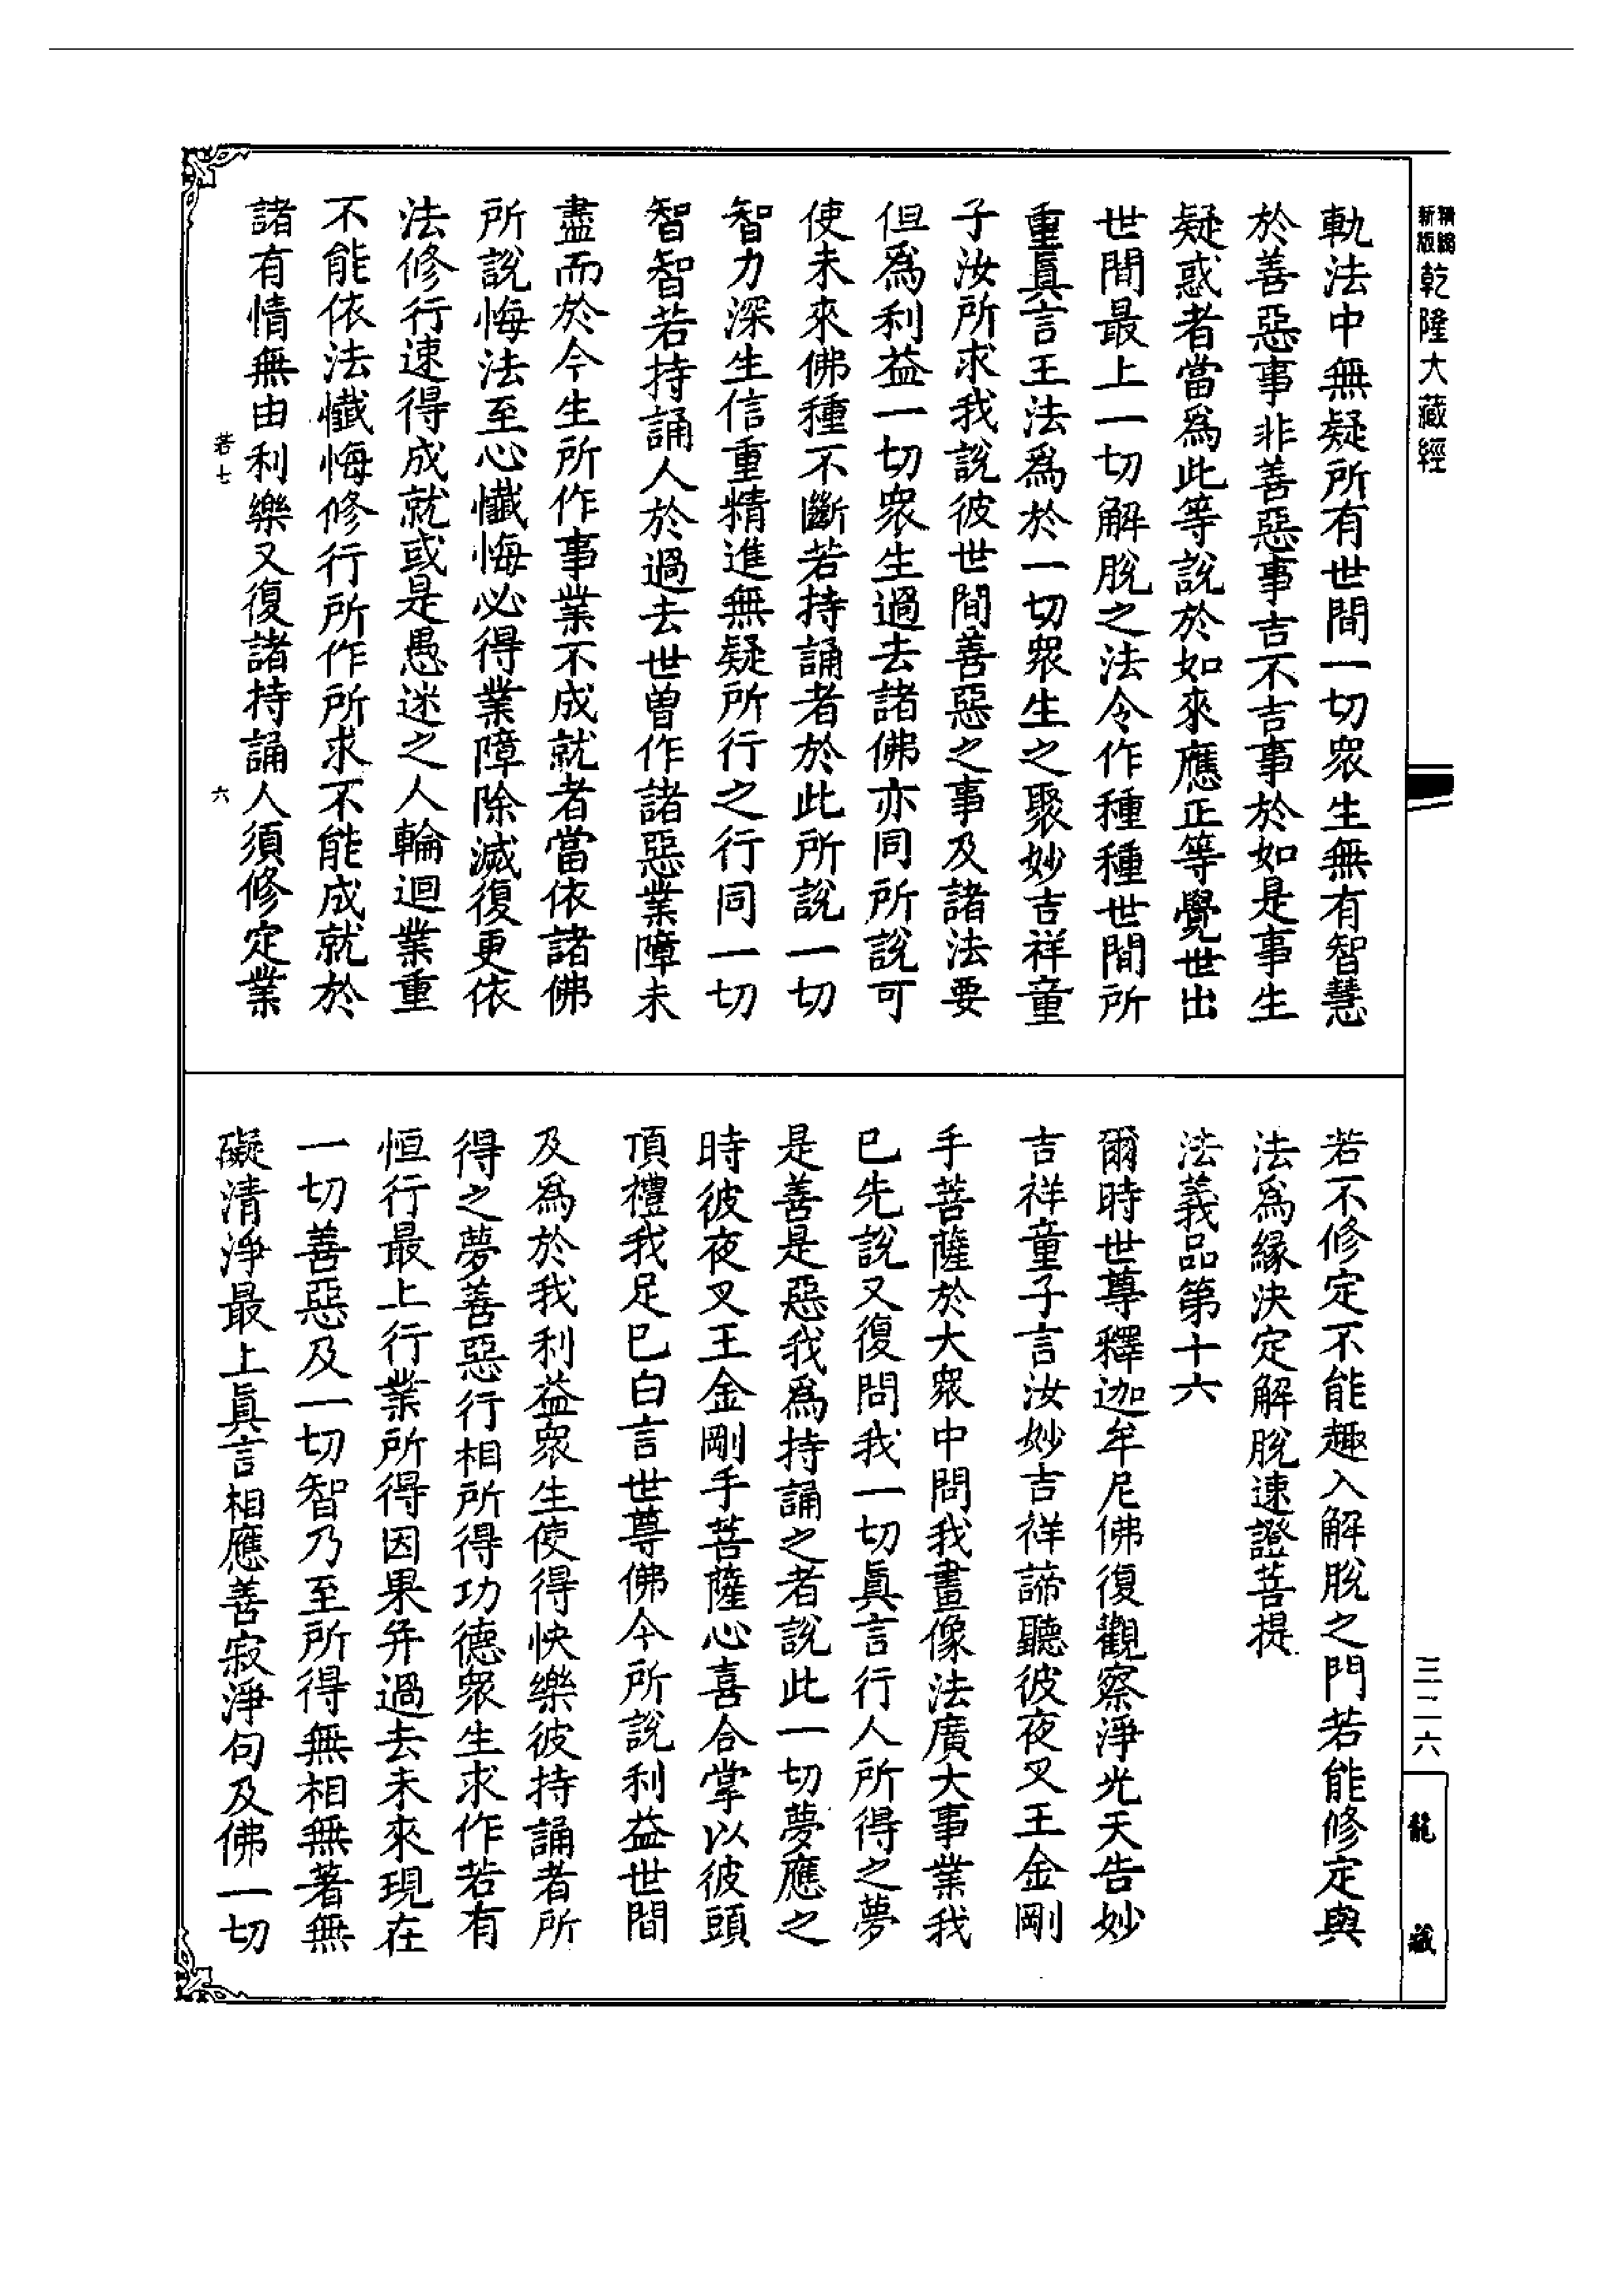 精編新版 乾隆大藏經
三二六
龍藏
軌法中無疑所有世間一切眾生無有智慧
於善惡事非善惡事吉不吉事於如是事生
疑惑者當爲此等說於如來應正等覺世出
世間最上一切解脫之法令作種種世間所
重眞言王法爲於一切眾生之聚妙吉祥童
子汝所求我說彼世間善惡之事及諸法要
但爲利益一切眾生過去諸佛亦同所說可
使未來佛種不斷若持誦者於此所說一切
智力深生信重精進無疑所行之行同一切
智智若持誦人於過去世曾作諸惡業障未
盡而於今生所作事業不成就者當依諸佛
所說悔法至心懺悔必得業障除滅復更依
法修行速得成就或是愚迷之人輪迴業重
不能依法懺悔修行所作所求不能成就於
諸有情無由利樂又復諸持誦人須修定業
若七 六
若不修定不能趣入解脫之門若能修定與
法爲緣決定解脫速證菩提
法義品第十六
爾時世尊釋迦牟尼佛復觀察淨光天告妙
吉祥童子言汝妙吉祥諦聽彼夜叉王金剛
手菩薩於大眾中問我畫像法廣大事業我
已先說又復問我一切眞言行人所得之夢
是善是惡我爲持誦之者說此一切夢應之
時彼夜叉王金剛手菩薩心喜合掌以彼頭
頂禮我足已白言世尊佛今所說利益世間
及爲於我利益眾生使得快樂彼持誦者所
得之夢善惡行相所得功德眾生求作若有
恒行最上行業所得因果幷過去未來現在
一切善惡及一切智乃至所得無相無著無
礙清淨最上眞言相應善寂淨句及佛一切